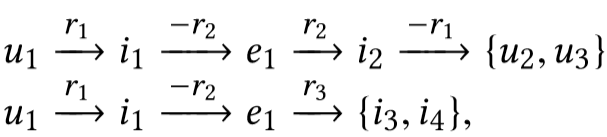 u₁ —r₁→ i₁ —−r₂→ e₁ —r₂→ i₂ —−r₁→ {u₂, u₃}
u₁ —r₁→ i₁ —−r₂→ e₁ —r₃→ {i₃, i₄},